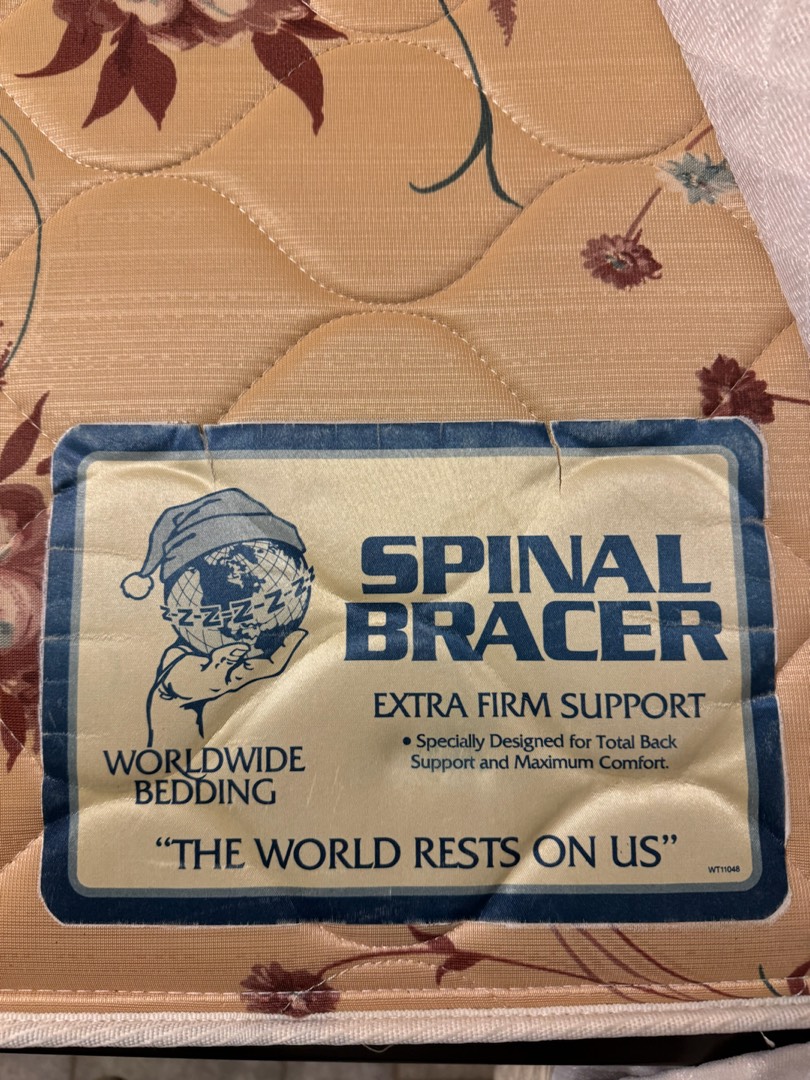 Z-Z-Z-Z-Z
SPINAL
BRACER
EXTRA FIRM SUPPORT
• Specially Designed for Total Back
Support and Maximum Comfort.
WORLDWIDE
BEDDING
“THE WORLD RESTS ON US”
WT11048